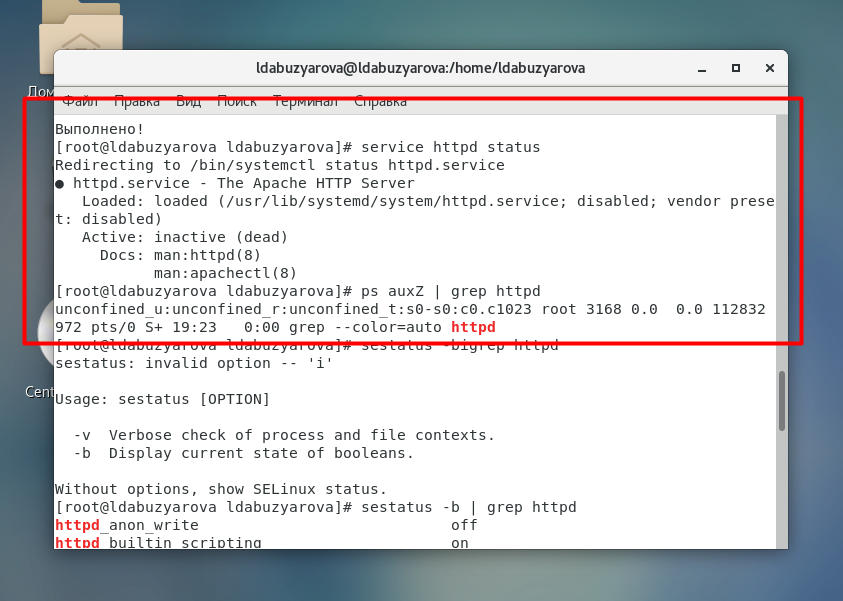 Дом
ldabuzyarova@ldabuzyarova:/home/ldabuzyarova
Файл Правка Вид Поиск Терминал Справка
Выполнено!
[root@ldabuzyarova ldabuzyarova]# service httpd status
Redirecting to /bin/systemctl status httpd.service
● httpd.service - The Apache HTTP Server
   Loaded: loaded (/usr/lib/systemd/system/httpd.service; disabled; vendor prese
t: disabled)
   Active: inactive (dead)
     Docs: man:httpd(8)
           man:apachectl(8)
[root@ldabuzyarova ldabuzyarova]# ps auxZ | grep httpd
unconfined_u:unconfined_r:unconfined_t:s0-s0:c0.c1023 root 3168 0.0  0.0 112832
972 pts/0 S+ 19:23   0:00 grep --color=auto httpd
[root@ldabuzyarova ldabuzyarova]# sestatus -bigrep httpd
sestatus: invalid option -- 'i'
Cent
Usage: sestatus [OPTION]
  -v  Verbose check of process and file contexts.
  -b  Display current state of booleans.
Without options, show SELinux status.
[root@ldabuzyarova ldabuzyarova]# sestatus -b | grep httpd
httpd_anon_write                            off
httpd_builtin_scripting                     on